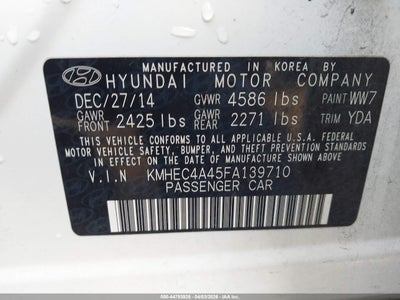 MANUFACTURED IN KOREA BY
HYUNDAI MOTOR COMPANY
DEC/27/14 GVWR 4586 lbs PAINT WW7
GAWR FRONT 2425 lbs GAWR REAR 2271 lbs TRIM YDA
THIS VEHICLE CONFORMS TO ALL APPLICABLE U.S.A. FEDERAL
MOTOR VEHICLE SAFETY, BUMPER, AND THEFT PREVENTION STANDARDS
IN EFFECT ON THE DATE OF MANUFACTURE SHOWN ABOVE.
V.I.N KMHEC4A45FA139710
PASSENGER CAR